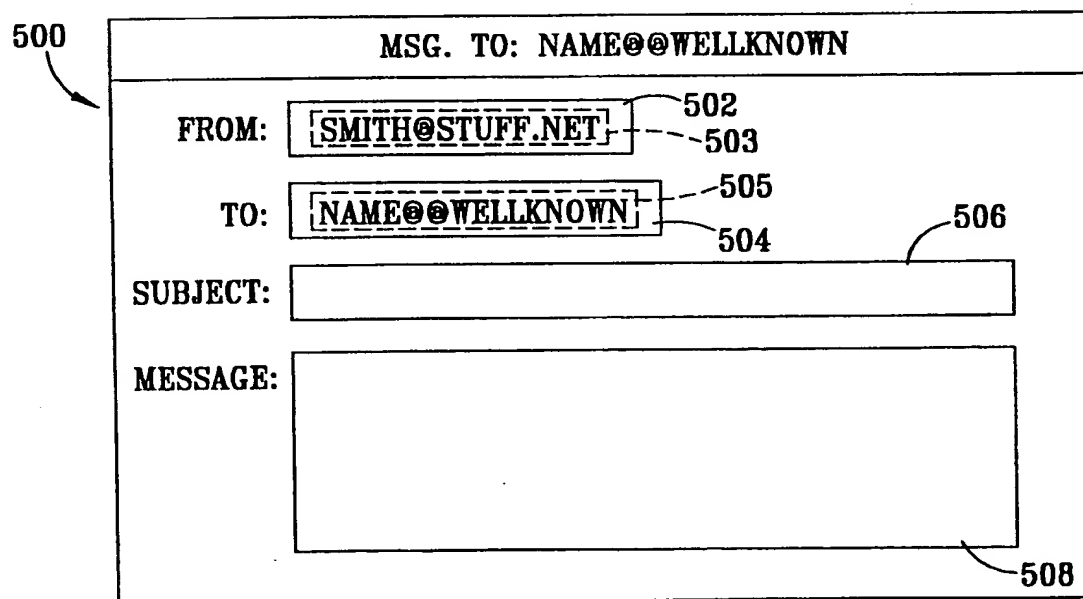 500
MSG. TO: NAME@@WELLKNOWN
502
FROM: SMITH@STUFF.NET
503
505
TO: NAME@@WELLKNOWN
504
506
SUBJECT:
MESSAGE:
508